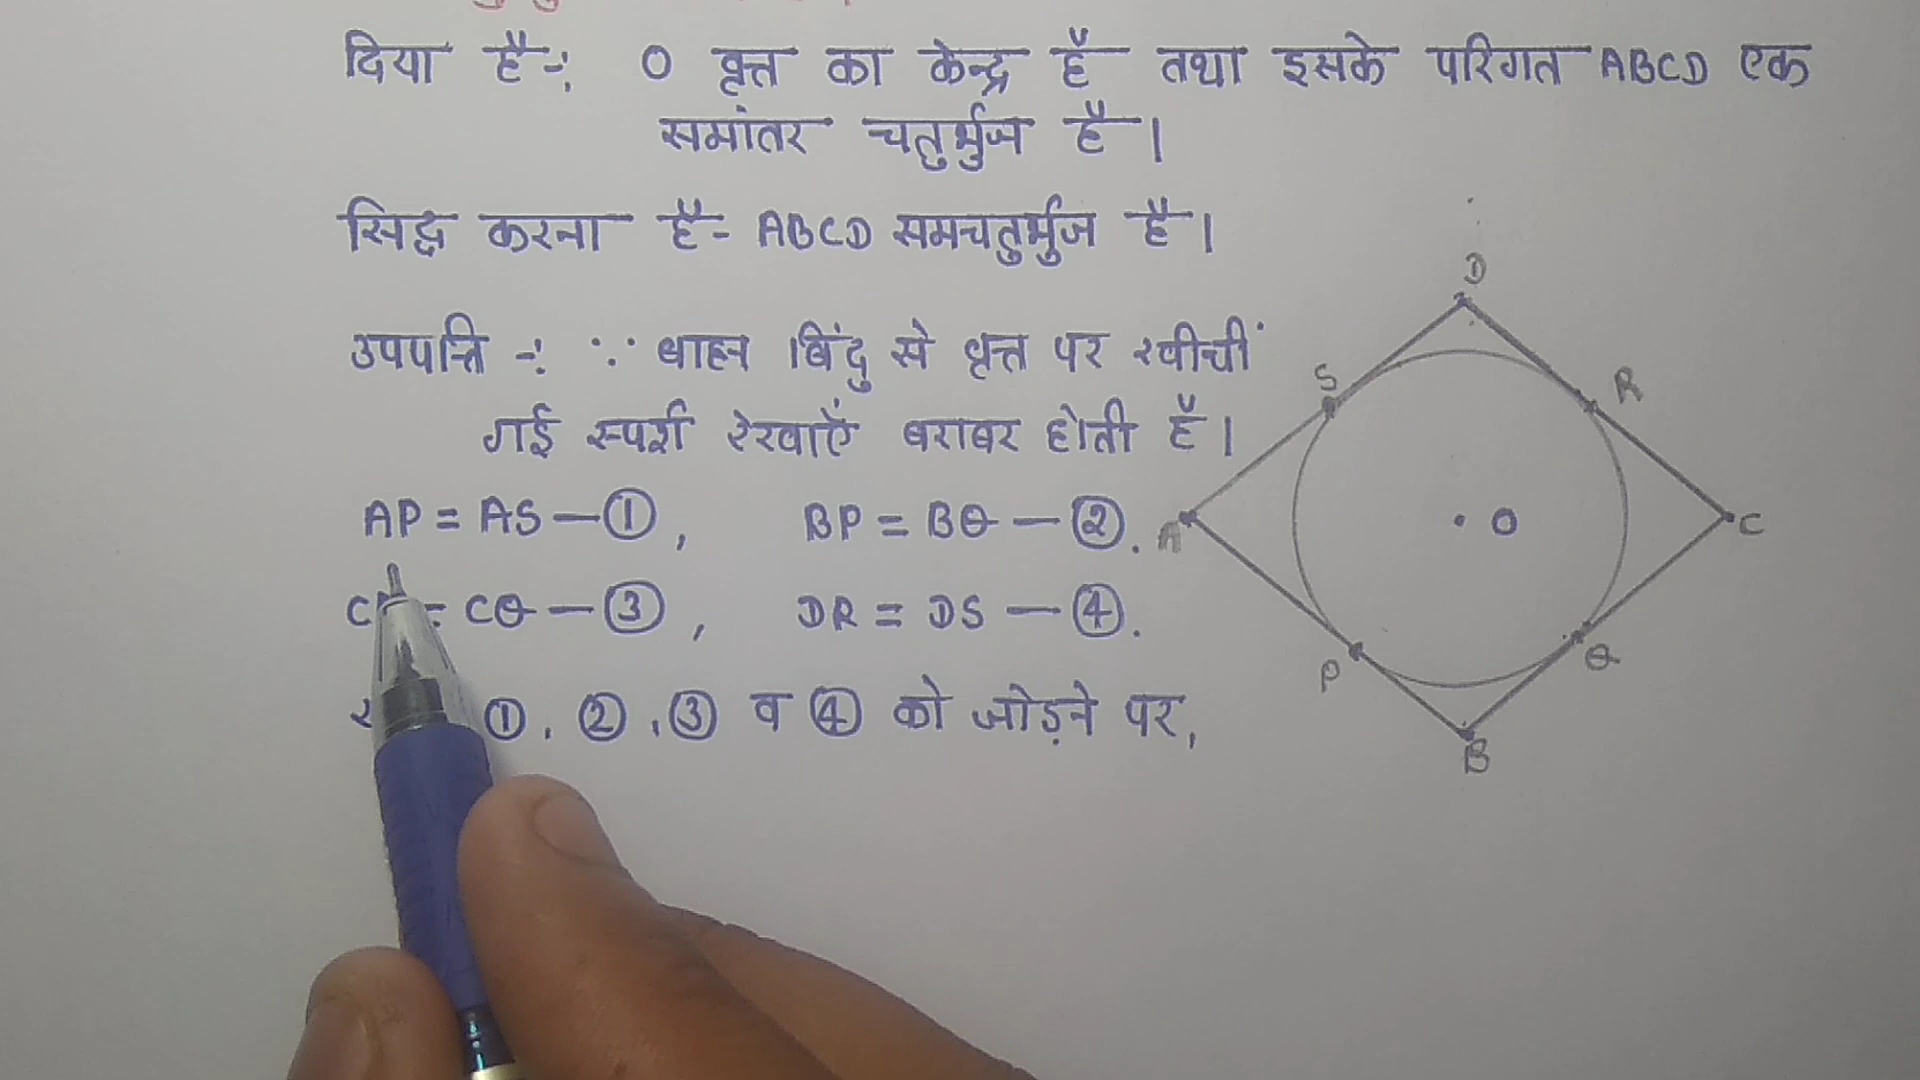 दिया है -: O वृत्त का केन्द्र है तथा इसके परिगत ABCD एक
समांतर चतुर्भुज है।
सिद्ध करना है- ABCD समचतुर्भुज है।
उपपत्ति -: ∵ बाह्य बिंदु से वृत्त पर खींचीं
गई स्पर्श रेखाएँ बराबर होती हैं।
AP = AS — ①, BP = BQ — ②.
= CQ — ③, DR = DS — ④.
①, ②, ③ व ④ को जोड़ने पर,
D
S
R
A
O
C
P
Q
B